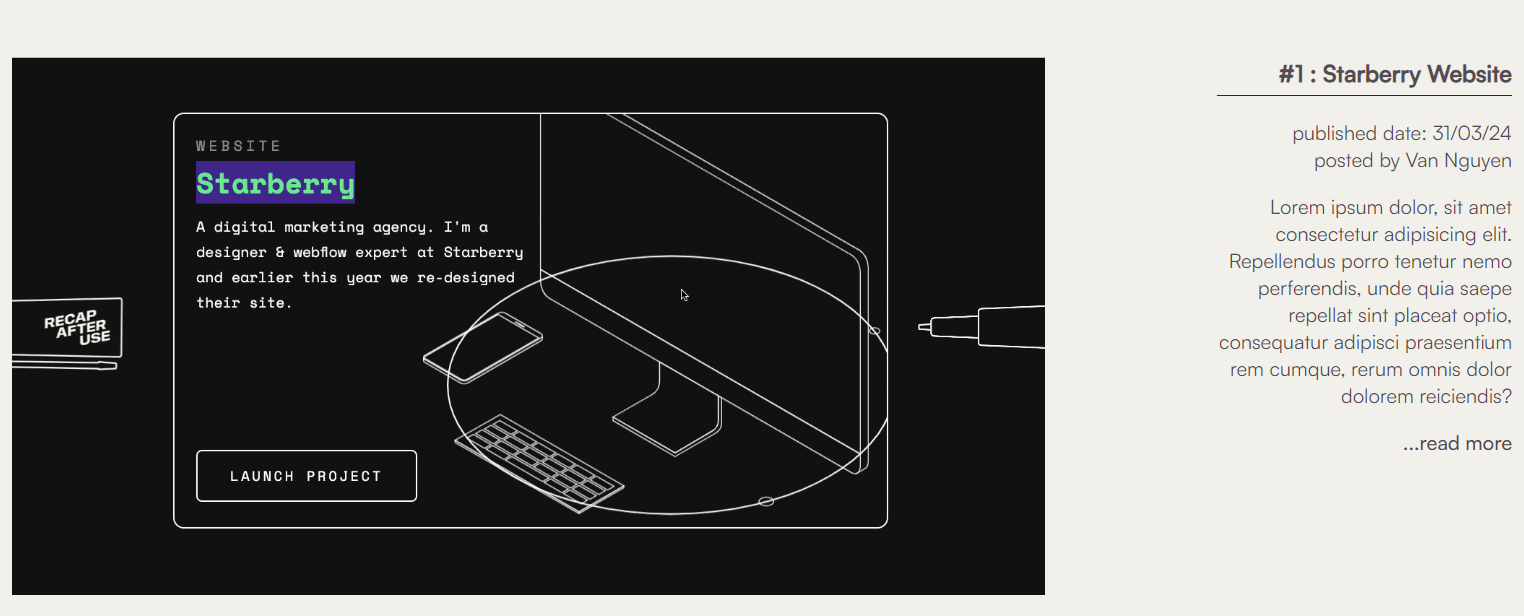 WEBSITE
Starberry
A digital marketing agency. I'm a
designer & webflow expert at Starberry
and earlier this year we re-designed
their site.
RECAP
AFTER
USE
LAUNCH PROJECT
#1 : Starberry Website
published date: 31/03/24
posted by Van Nguyen
Lorem ipsum dolor, sit amet
consectetur adipisicing elit.
Repellendus porro tenetur nemo
perferendis, unde quia saepe
repellat sint placeat optio,
consequatur adipisci praesentium
rem cumque, rerum omnis dolor
dolorem reiciendis?
...read more